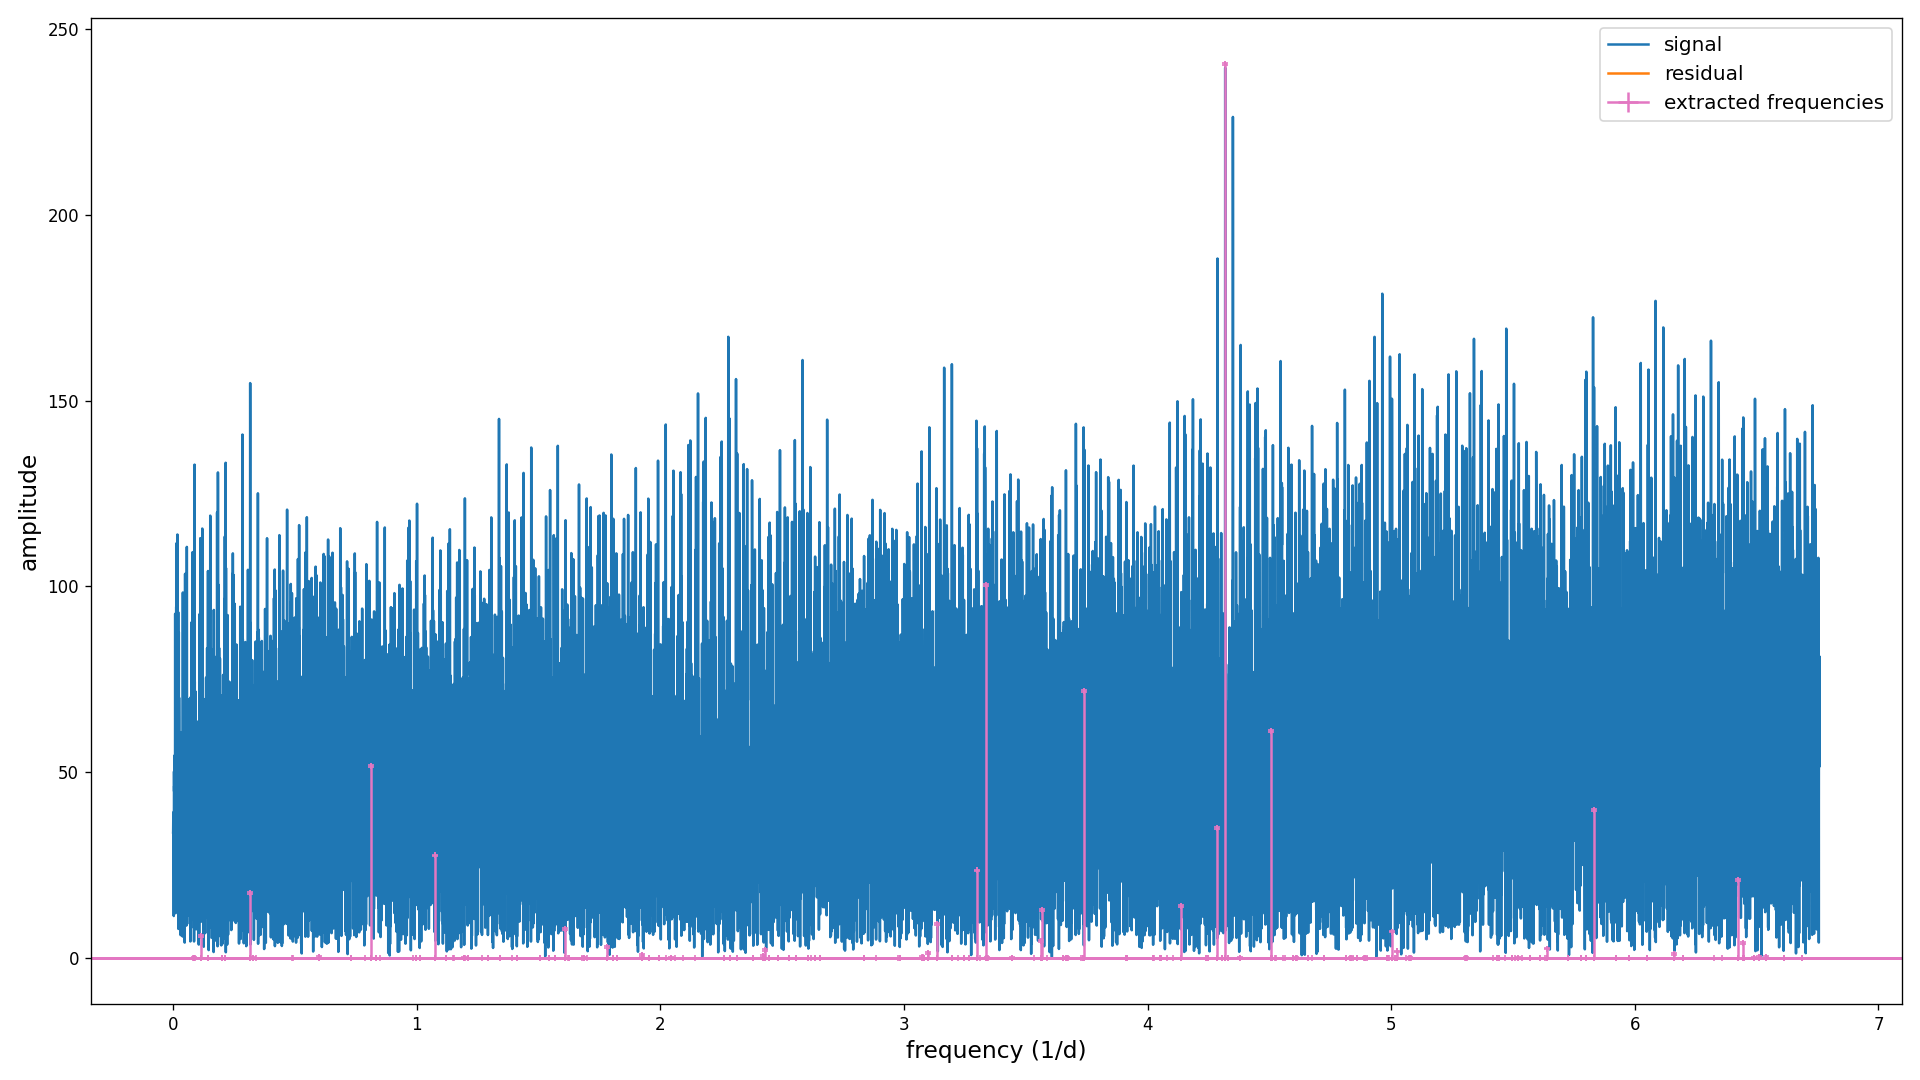 250
200
150
100
50
0
amplitude
signal
residual
extracted frequencies
0 1 2 3 4 5 6 7
frequency (1/d)